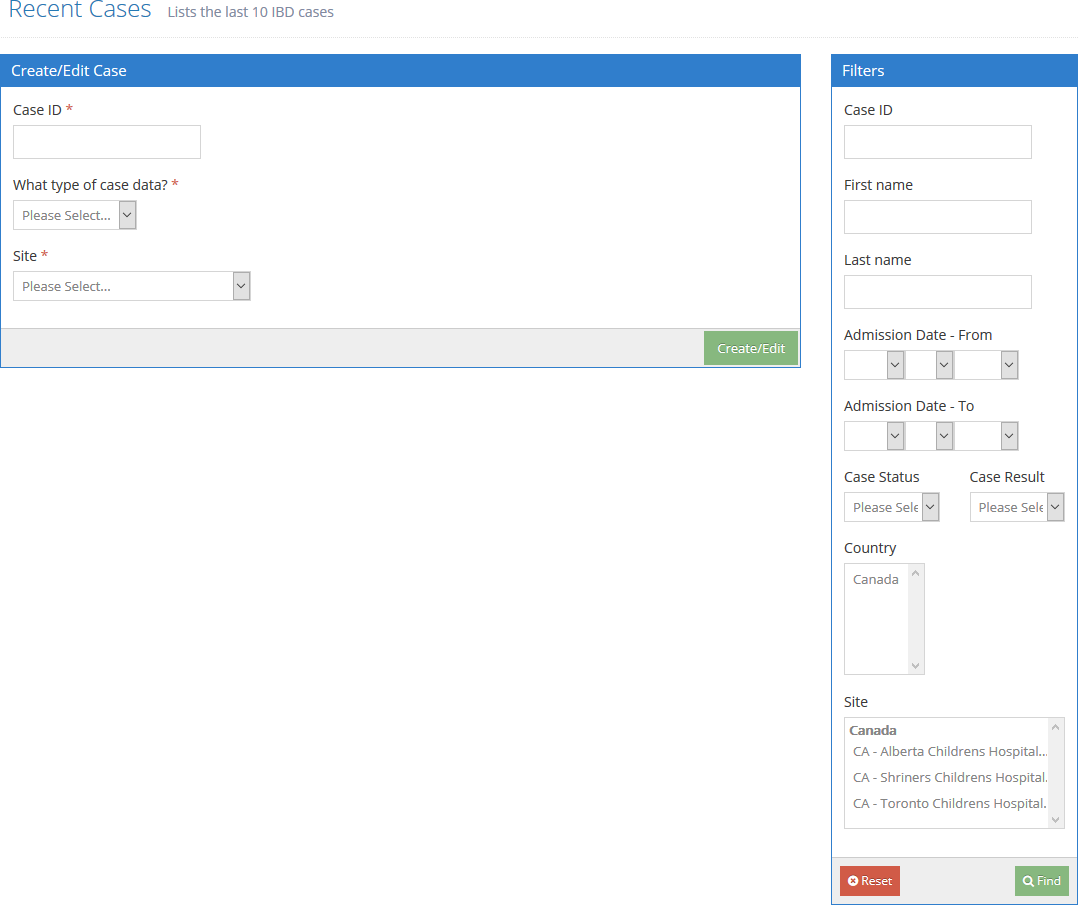 Recent Cases Lists the last 10 IBD cases
Create/Edit Case
Case ID *
What type of case data? *
Please Select...
Site *
Please Select...
Create/Edit
Filters
Case ID
First name
Last name
Admission Date - From
Admission Date - To
Case Status Case Result
Please Sele Please Sele
Country
Canada
Site
Canada
CA - Alberta Childrens Hospital...
CA - Shriners Childrens Hospital.
CA - Toronto Childrens Hospital.
Reset Find